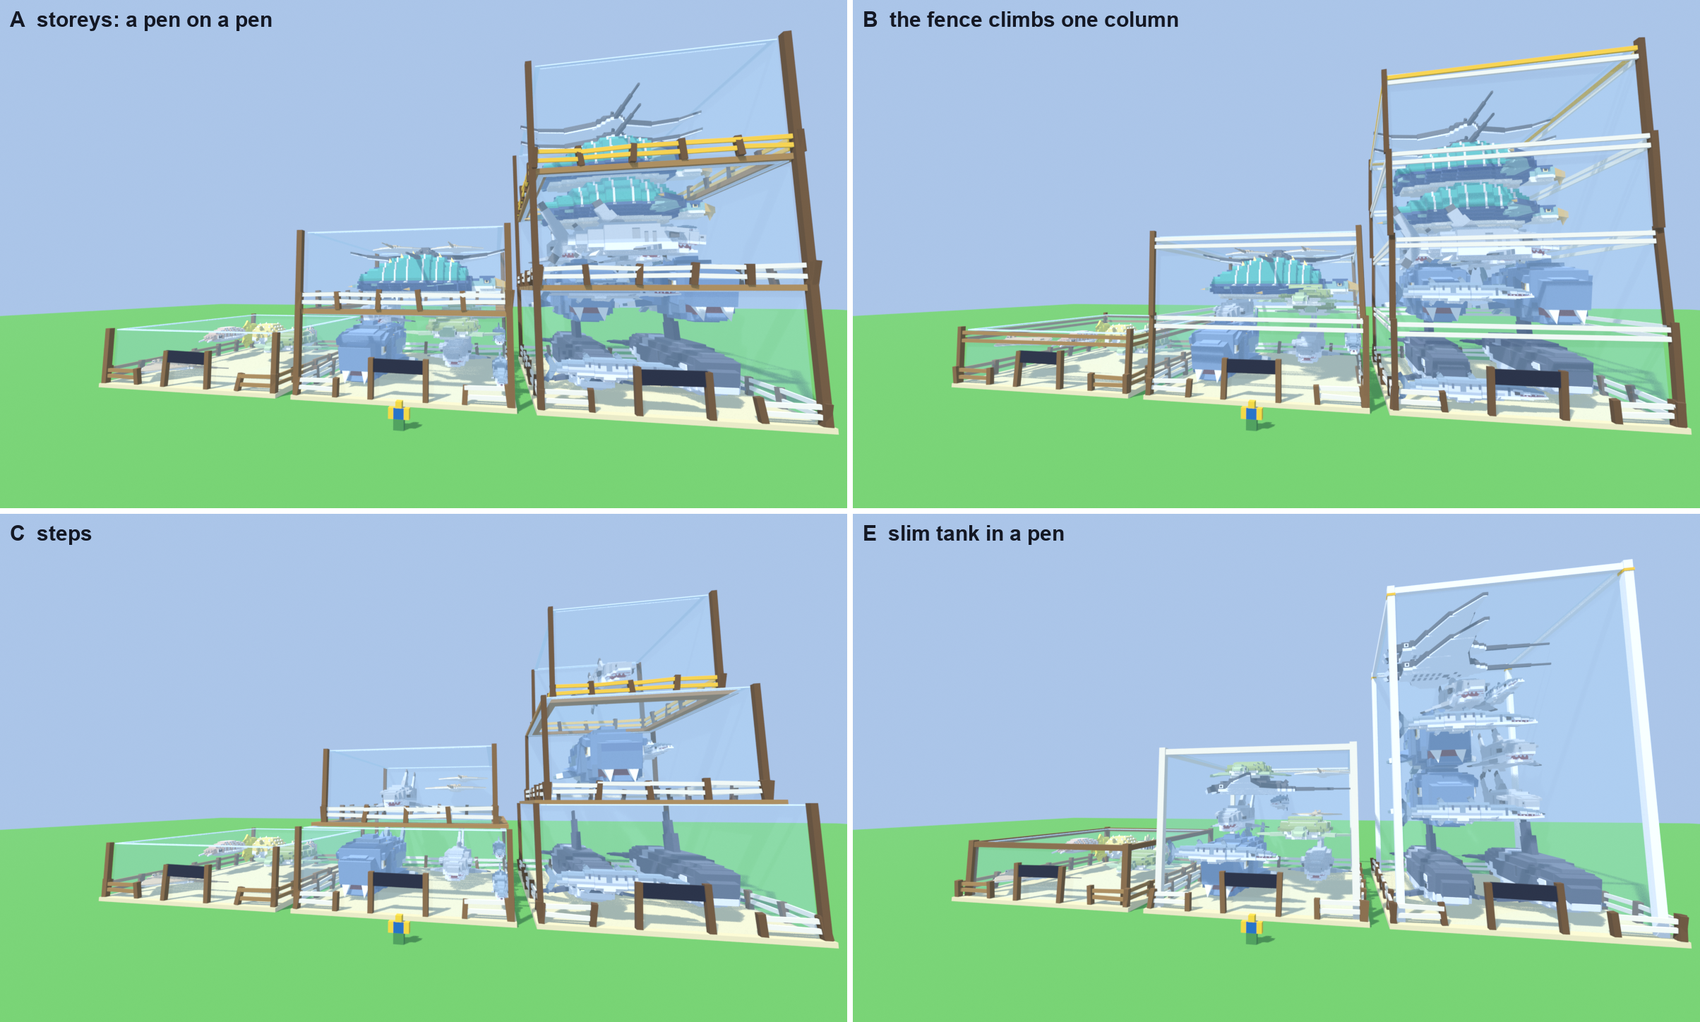 A storeys: a pen on a pen
B the fence climbs one column
C steps
E slim tank in a pen